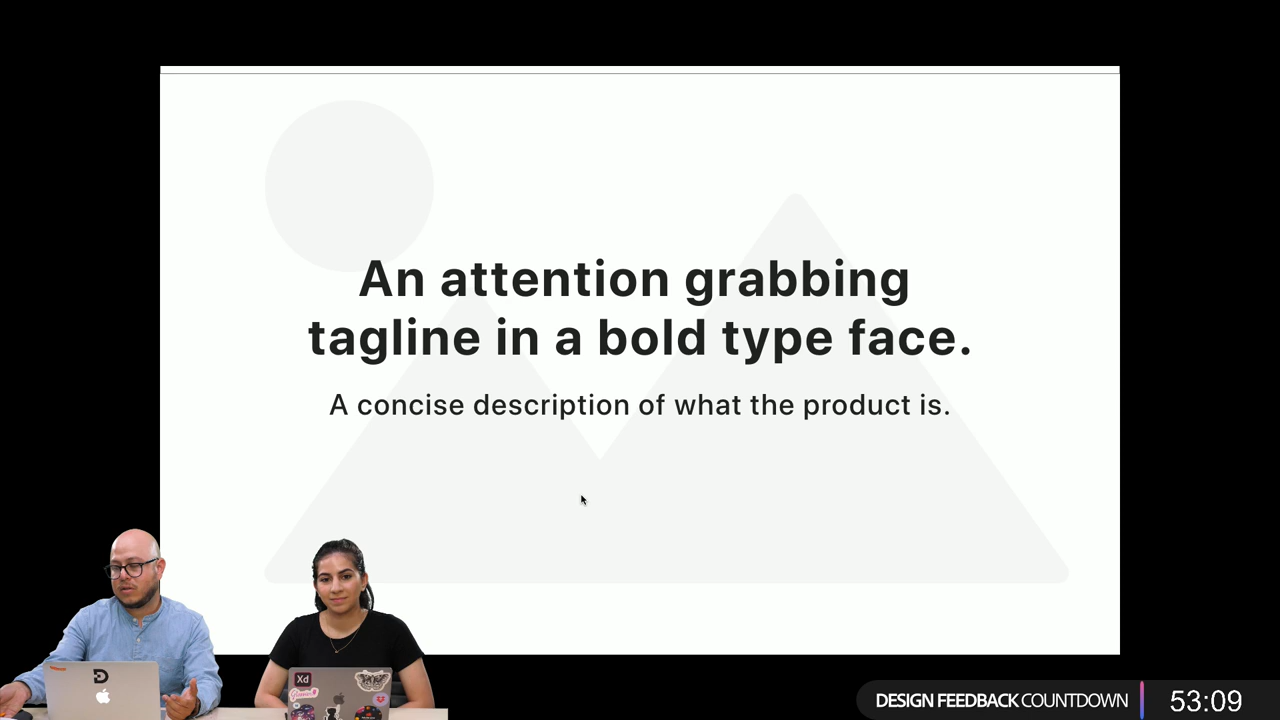 An attention grabbing
tagline in a bold type face.
A concise description of what the product is.
Xd
DESIGN FEEDBACK COUNTDOWN
53:09